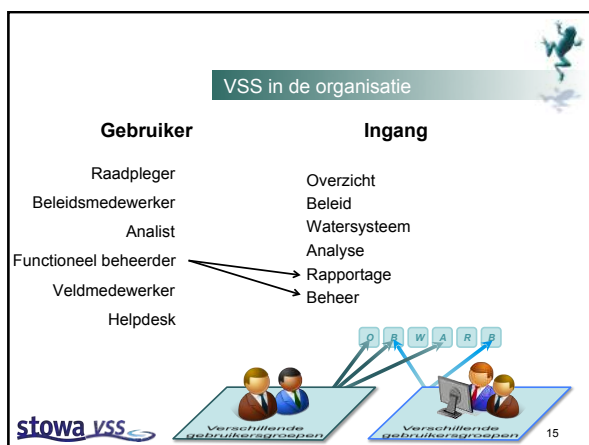 VSS in de organisatie
Gebruiker
Raadpleger
Beleidsmedewerker
Analist
Functioneel beheerder
Veldmedewerker
Helpdesk
Ingang
Overzicht
Beleid
Watersysteem
Analyse
Rapportage
Beheer
O B W A R B
Verschillende
gebruikersgroepen
Verschillende
gebruikersgroepen
stowa vss
15